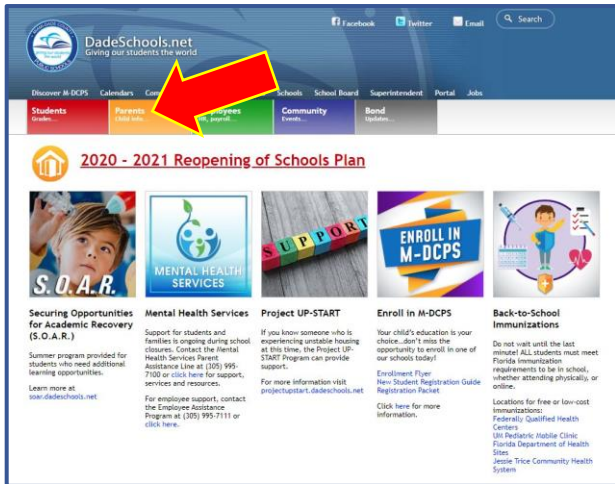 Facebook Twitter Email Search
DadeSchools.net
Giving our students the world
Discover M-DCPS Calendars Schools School Board Superintendent Portal Jobs
Students Parents Community Bond
Grades... Child info... HR, payroll... Events... Updates...
2020 - 2021 Reopening of Schools Plan
S.O.A.R.
MENTAL HEALTH
SERVICES
SUPPORT
ENROLL IN
M-DCPS
Securing Opportunities
for Academic Recovery
(S.O.A.R.)
Summer program provided for
students who need additional
learning opportunities.
Learn more at
soar.dadeschools.net
Mental Health Services
Support for students and
families is ongoing during school
closures. Contact the Mental
Health Services Parent
Assistance Line at (305) 995-
7100 or click here for support,
services and resources.
For employee support, contact
the Employee Assistance
Program at (305) 995-7111 or
click here.
Project UP-START
If you know someone who is
experiencing unstable housing
at this time, the Project UP-
START Program can provide
support.
For more information visit
projectupstart.dadeschools.net
Enroll in M-DCPS
Your child's education is your
choice...don't miss the
opportunity to enroll in one of
our schools today!
Enrollment Flyer
New Student Registration Guide
Registration Packet
Click here for more
information.
Back-to-School
Immunizations
Do not wait until the last
minute! ALL students must meet
Florida immunization
requirements to be in school,
whether attending physically, or
online.
Locations for free or low-cost
immunizations:
Federally Qualified Health
Centers
UM Pediatric Mobile Clinic
Florida Department of Health
Sites
Jessie Trice Community Health
System